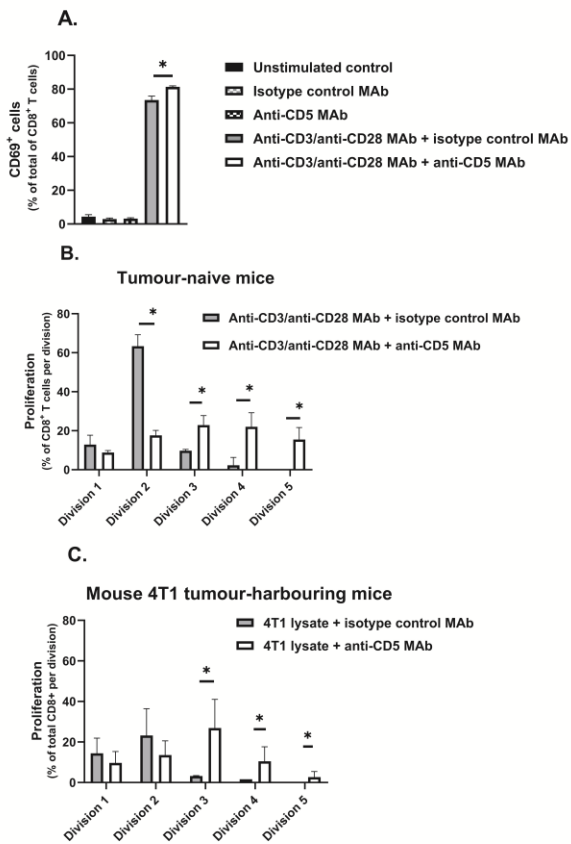 A.
CD69⁺ cells
(% of total of CD8⁺ T cells)
100
80
60
40
20
0
*
Unstimulated control
Isotype control MAb
Anti-CD5 MAb
Anti-CD3/anti-CD28 MAb + isotype control MAb
Anti-CD3/anti-CD28 MAb + anti-CD5 MAb
B.
Tumour-naive mice
Proliferation
(% of CD8⁺ T cells per division)
80
60
40
20
0
Anti-CD3/anti-CD28 MAb + isotype control MAb
Anti-CD3/anti-CD28 MAb + anti-CD5 MAb
* * * *
Division 1
Division 2
Division 3
Division 4
Division 5
C.
Mouse 4T1 tumour-harbouring mice
Proliferation
(% of total CD8+ per division)
80
60
40
20
0
4T1 lysate + isotype control MAb
4T1 lysate + anti-CD5 MAb
* * *
Division 1
Division 2
Division 3
Division 4
Division 5